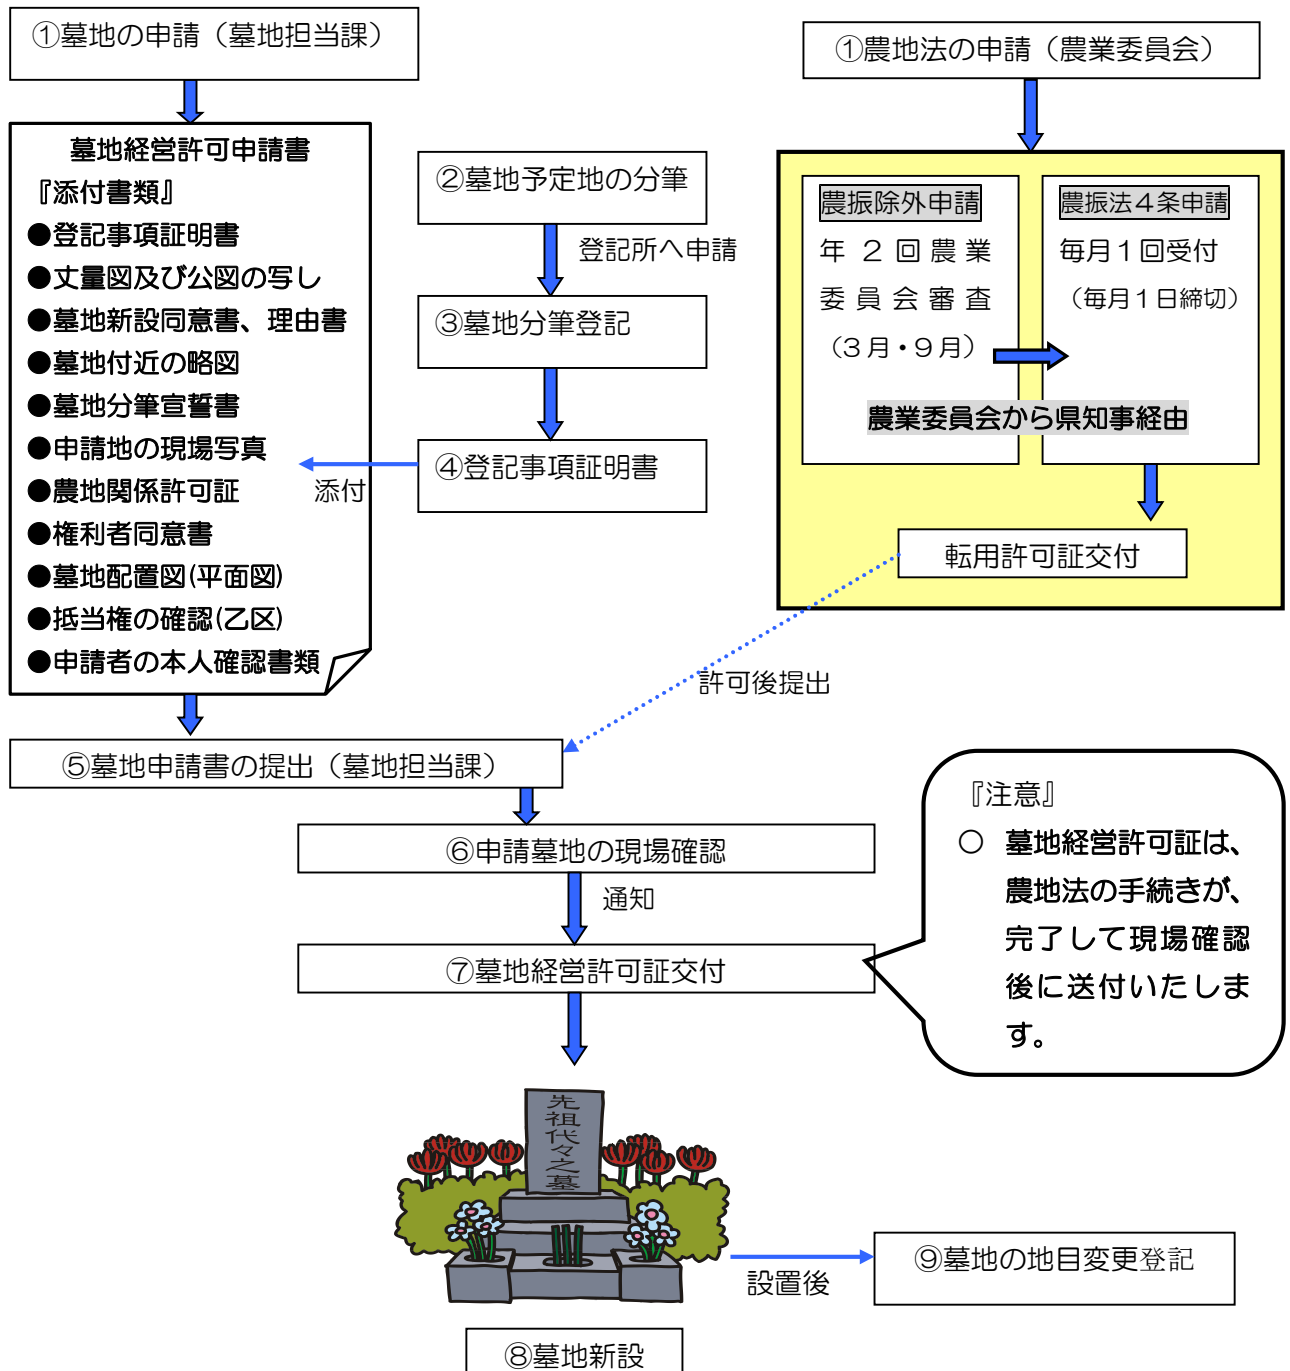 ①墓地の申請（墓地担当課）
墓地経営許可申請書
『添付書類』
●登記事項証明書
●丈量図及び公図の写し
●墓地新設同意書、理由書
●墓地付近の略図
●墓地分筆宣誓書
●申請地の現場写真
●農地関係許可証
●権利者同意書
●墓地配置図(平面図)
●抵当権の確認(乙区)
●申請者の本人確認書類
②墓地予定地の分筆
登記所へ申請
③墓地分筆登記
④登記事項証明書
添付
①農地法の申請（農業委員会）
農振除外申請
年２回農業
委員会審査
（３月・９月）
農振法４条申請
毎月１回受付
（毎月１日締切）
農業委員会から県知事経由
転用許可証交付
許可後提出
⑤墓地申請書の提出（墓地担当課）
⑥申請墓地の現場確認
通知
⑦墓地経営許可証交付
『注意』
○ 墓地経営許可証は、
農地法の手続きが、
完了して現場確認
後に送付いたしま
す。
先祖代々之墓
設置後
⑨墓地の地目変更登記
⑧墓地新設